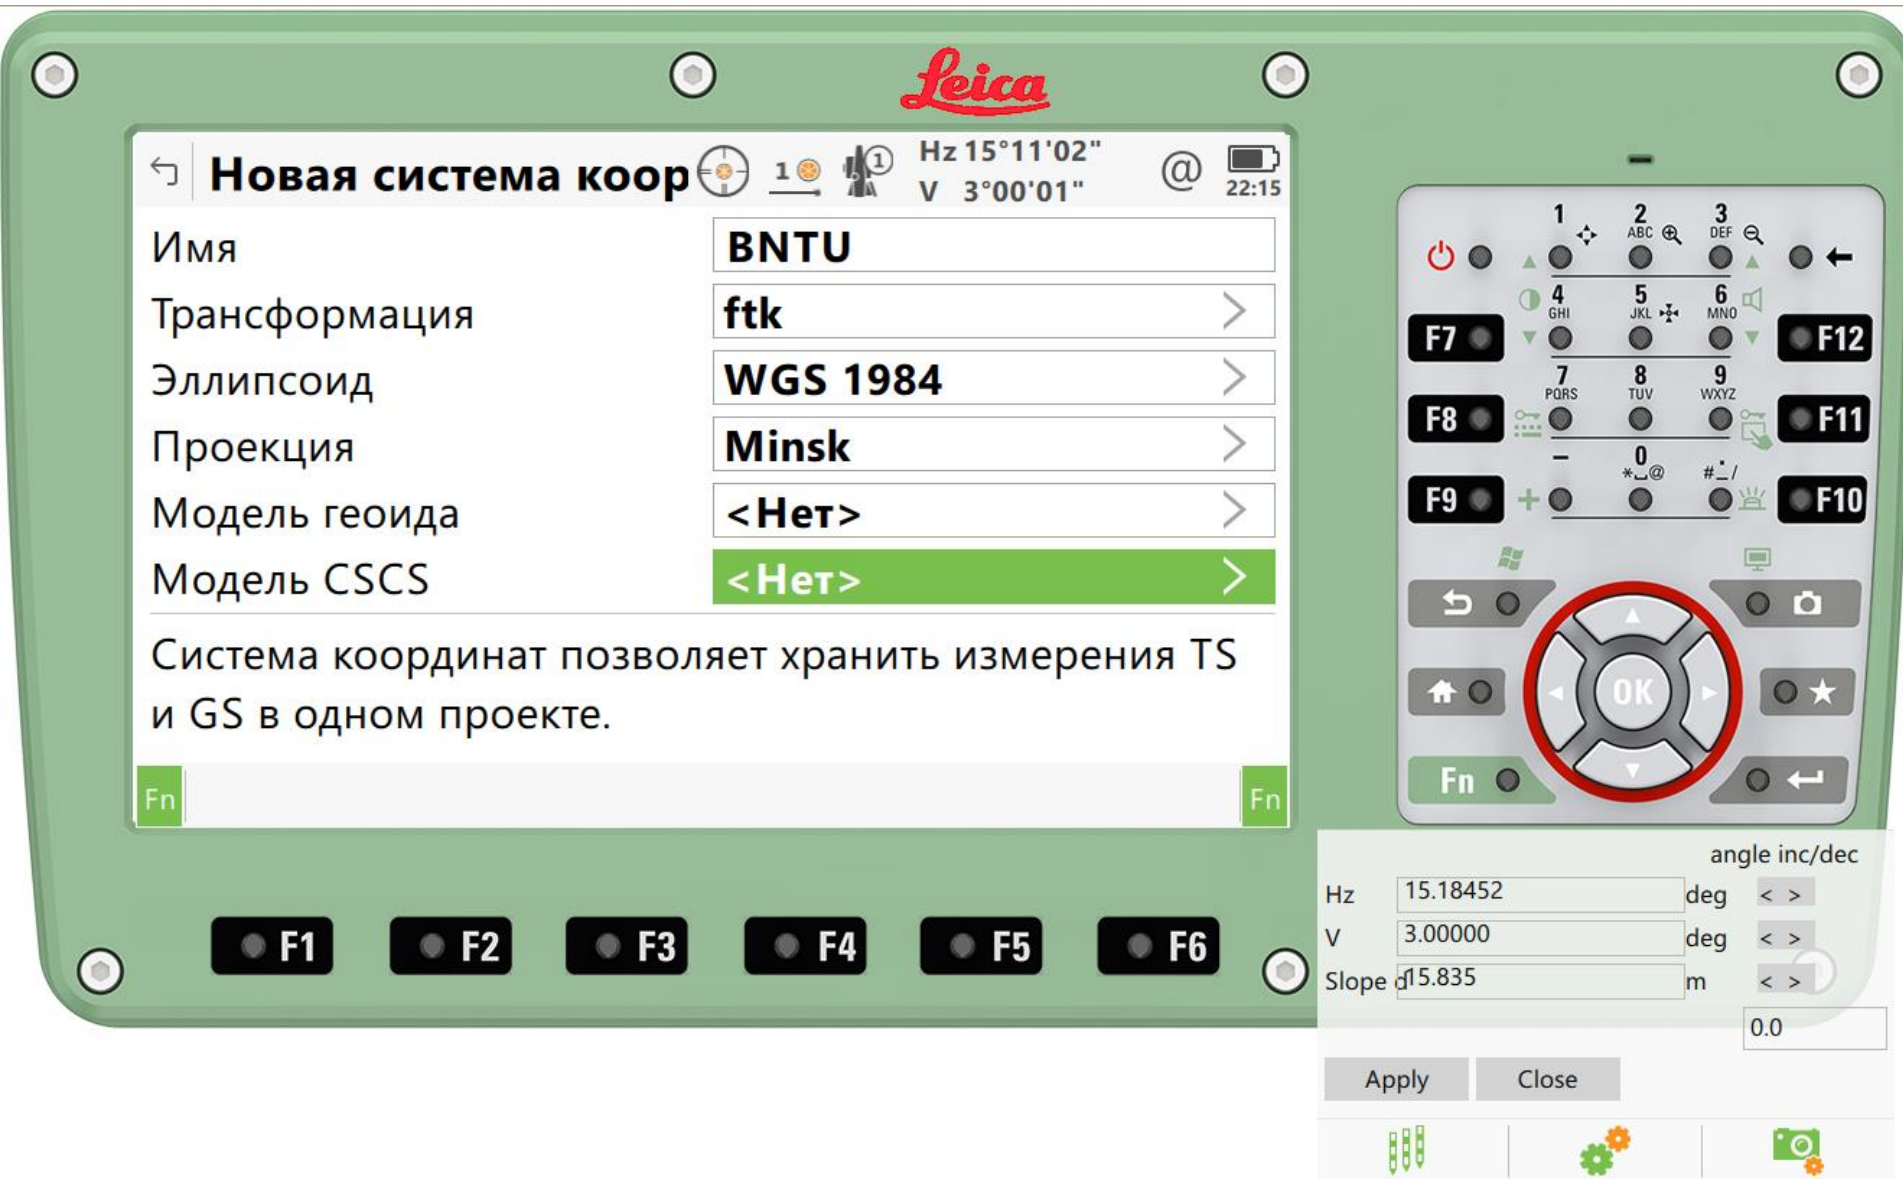 Leica
Новая система коор
1
1
Hz 15°11'02"
V 3°00'01"
@
22:15
Имя
BNTU
Трансформация
ftk
Эллипсоид
WGS 1984
Проекция
Minsk
Модель геоида
<Нет>
Модель CSCS
<Нет>
Система координат позволяет хранить измерения TS
и GS в одном проекте.
Fn
Fn
F1
F2
F3
F4
F5
F6
1
2
ABC
3
DEF
4
GHI
5
JKL
6
MNO
F7
F12
7
PQRS
8
TUV
9
WXYZ
F8
F11
-
0
*␣@
#._/
F9
+
F10
OK
Fn
angle inc/dec
Hz
15.18452
deg
< >
V
3.00000
deg
< >
Slope d
15.835
m
< >
0.0
Apply
Close